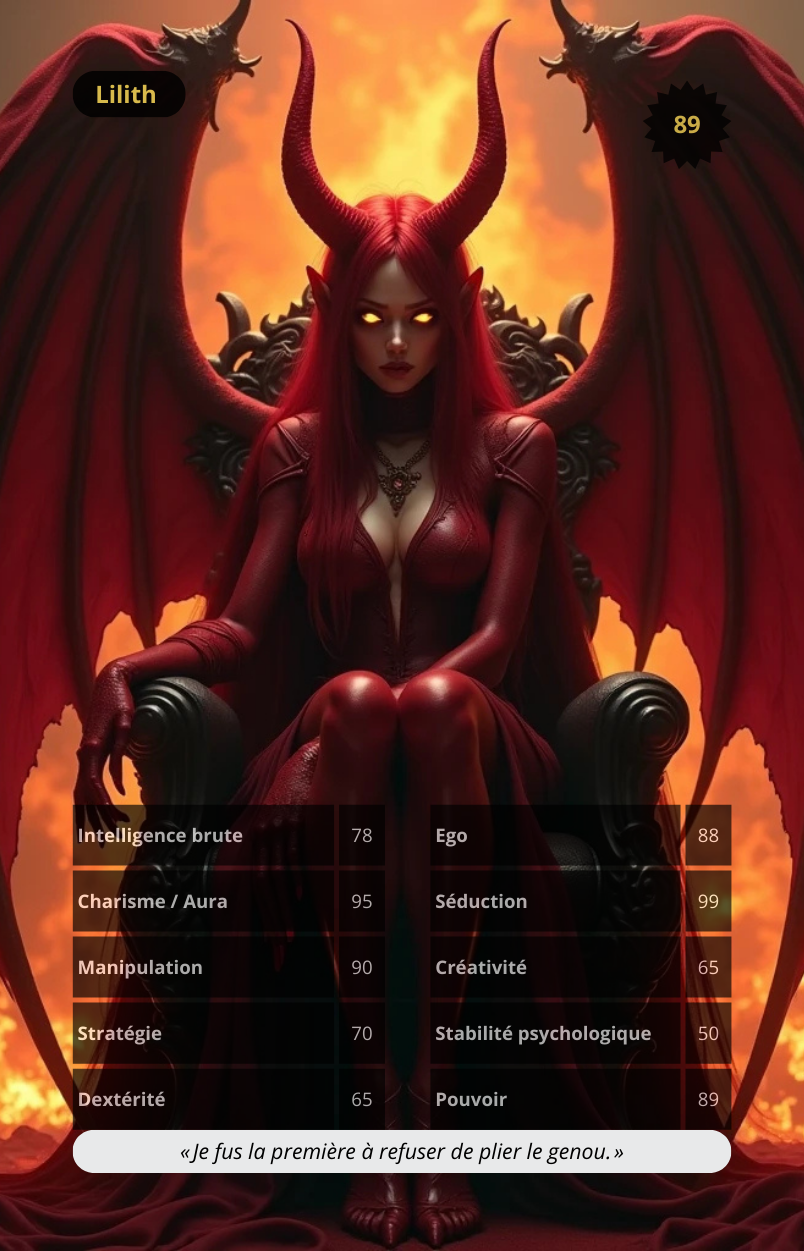 Lilith
89
Intelligence brute 78
Charisme / Aura 95
Manipulation 90
Stratégie 70
Dextérité 65
Ego 88
Séduction 99
Créativité 65
Stabilité psychologique 50
Pouvoir 89
«Je fus la première à refuser de plier le genou.»